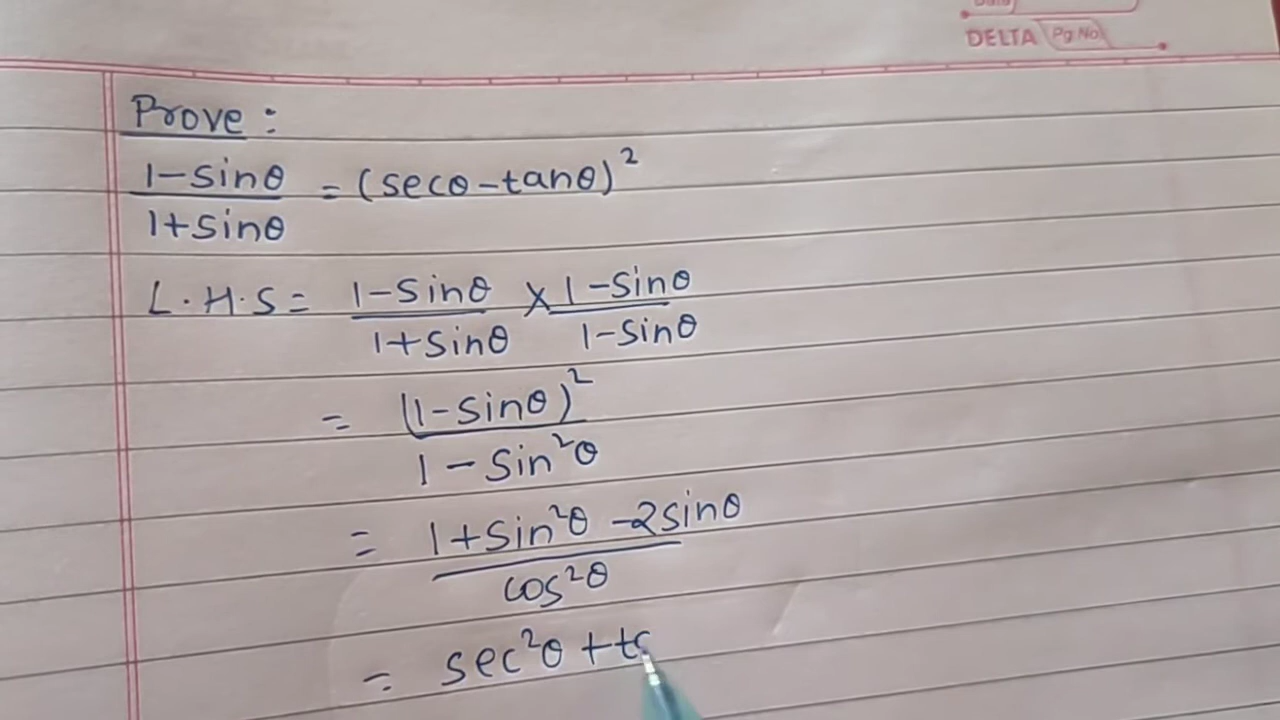 DELTA Pg No.
Prove :
1-sinθ / 1+sinθ = (secθ-tanθ)²
L.H.S = 1-sinθ / 1+sinθ × 1-sinθ / 1-sinθ
= (1-sinθ)² / 1-sin²θ
= 1+sin²θ-2sinθ / cos²θ
= sec²θ+t